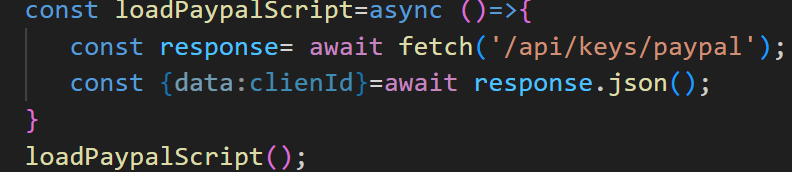 const loadPaypalScript=async ()=>{
const response= await fetch('/api/keys/paypal');
const {data:clienId}=await response.json();
}
loadPaypalScript();